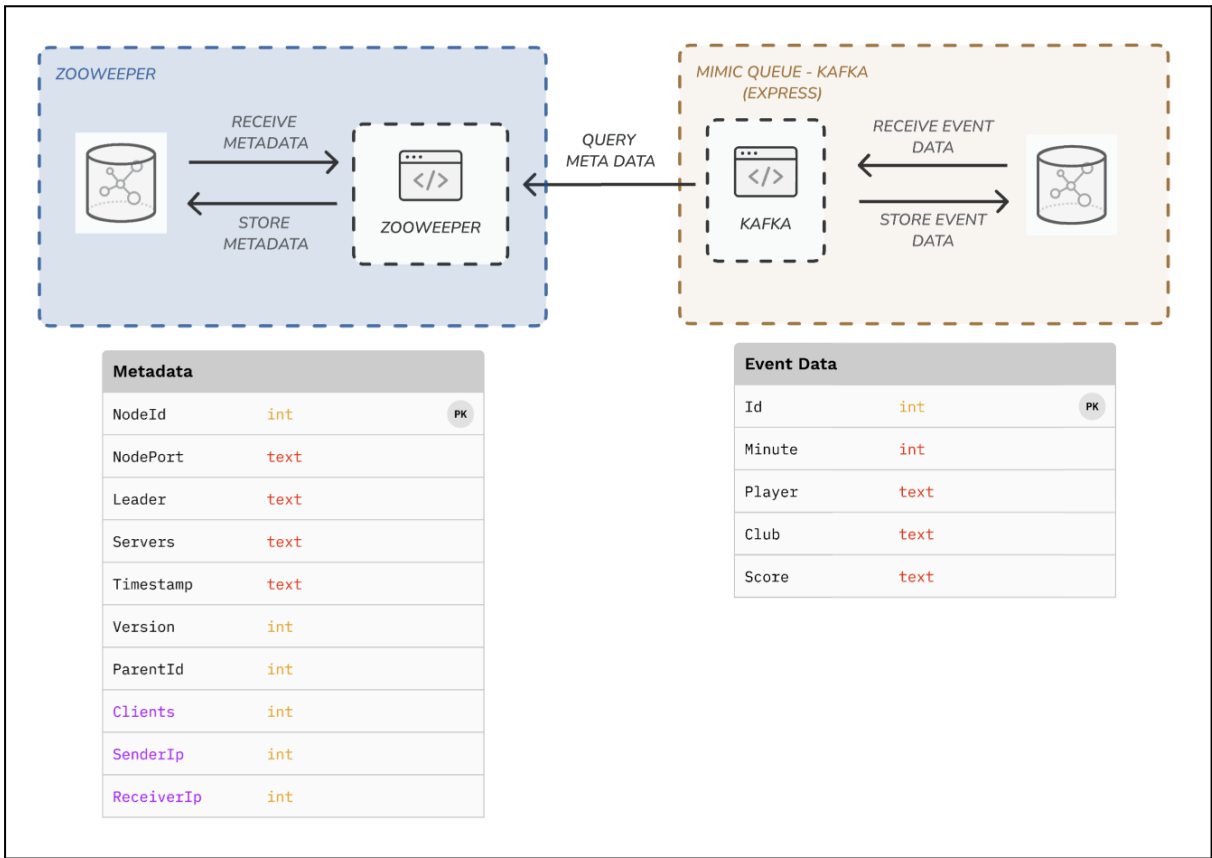 ZOOWEEPER
RECEIVE
METADATA
STORE
METADATA
</>
ZOOWEEPER
QUERY
META DATA
MIMIC QUEUE - KAFKA
(EXPRESS)
</>
KAFKA
RECEIVE EVENT
DATA
STORE EVENT
DATA
Metadata
NodeId int PK
NodePort text
Leader text
Servers text
Timestamp text
Version int
ParentId int
Clients int
SenderIp int
ReceiverIp int
Event Data
Id int PK
Minute int
Player text
Club text
Score text